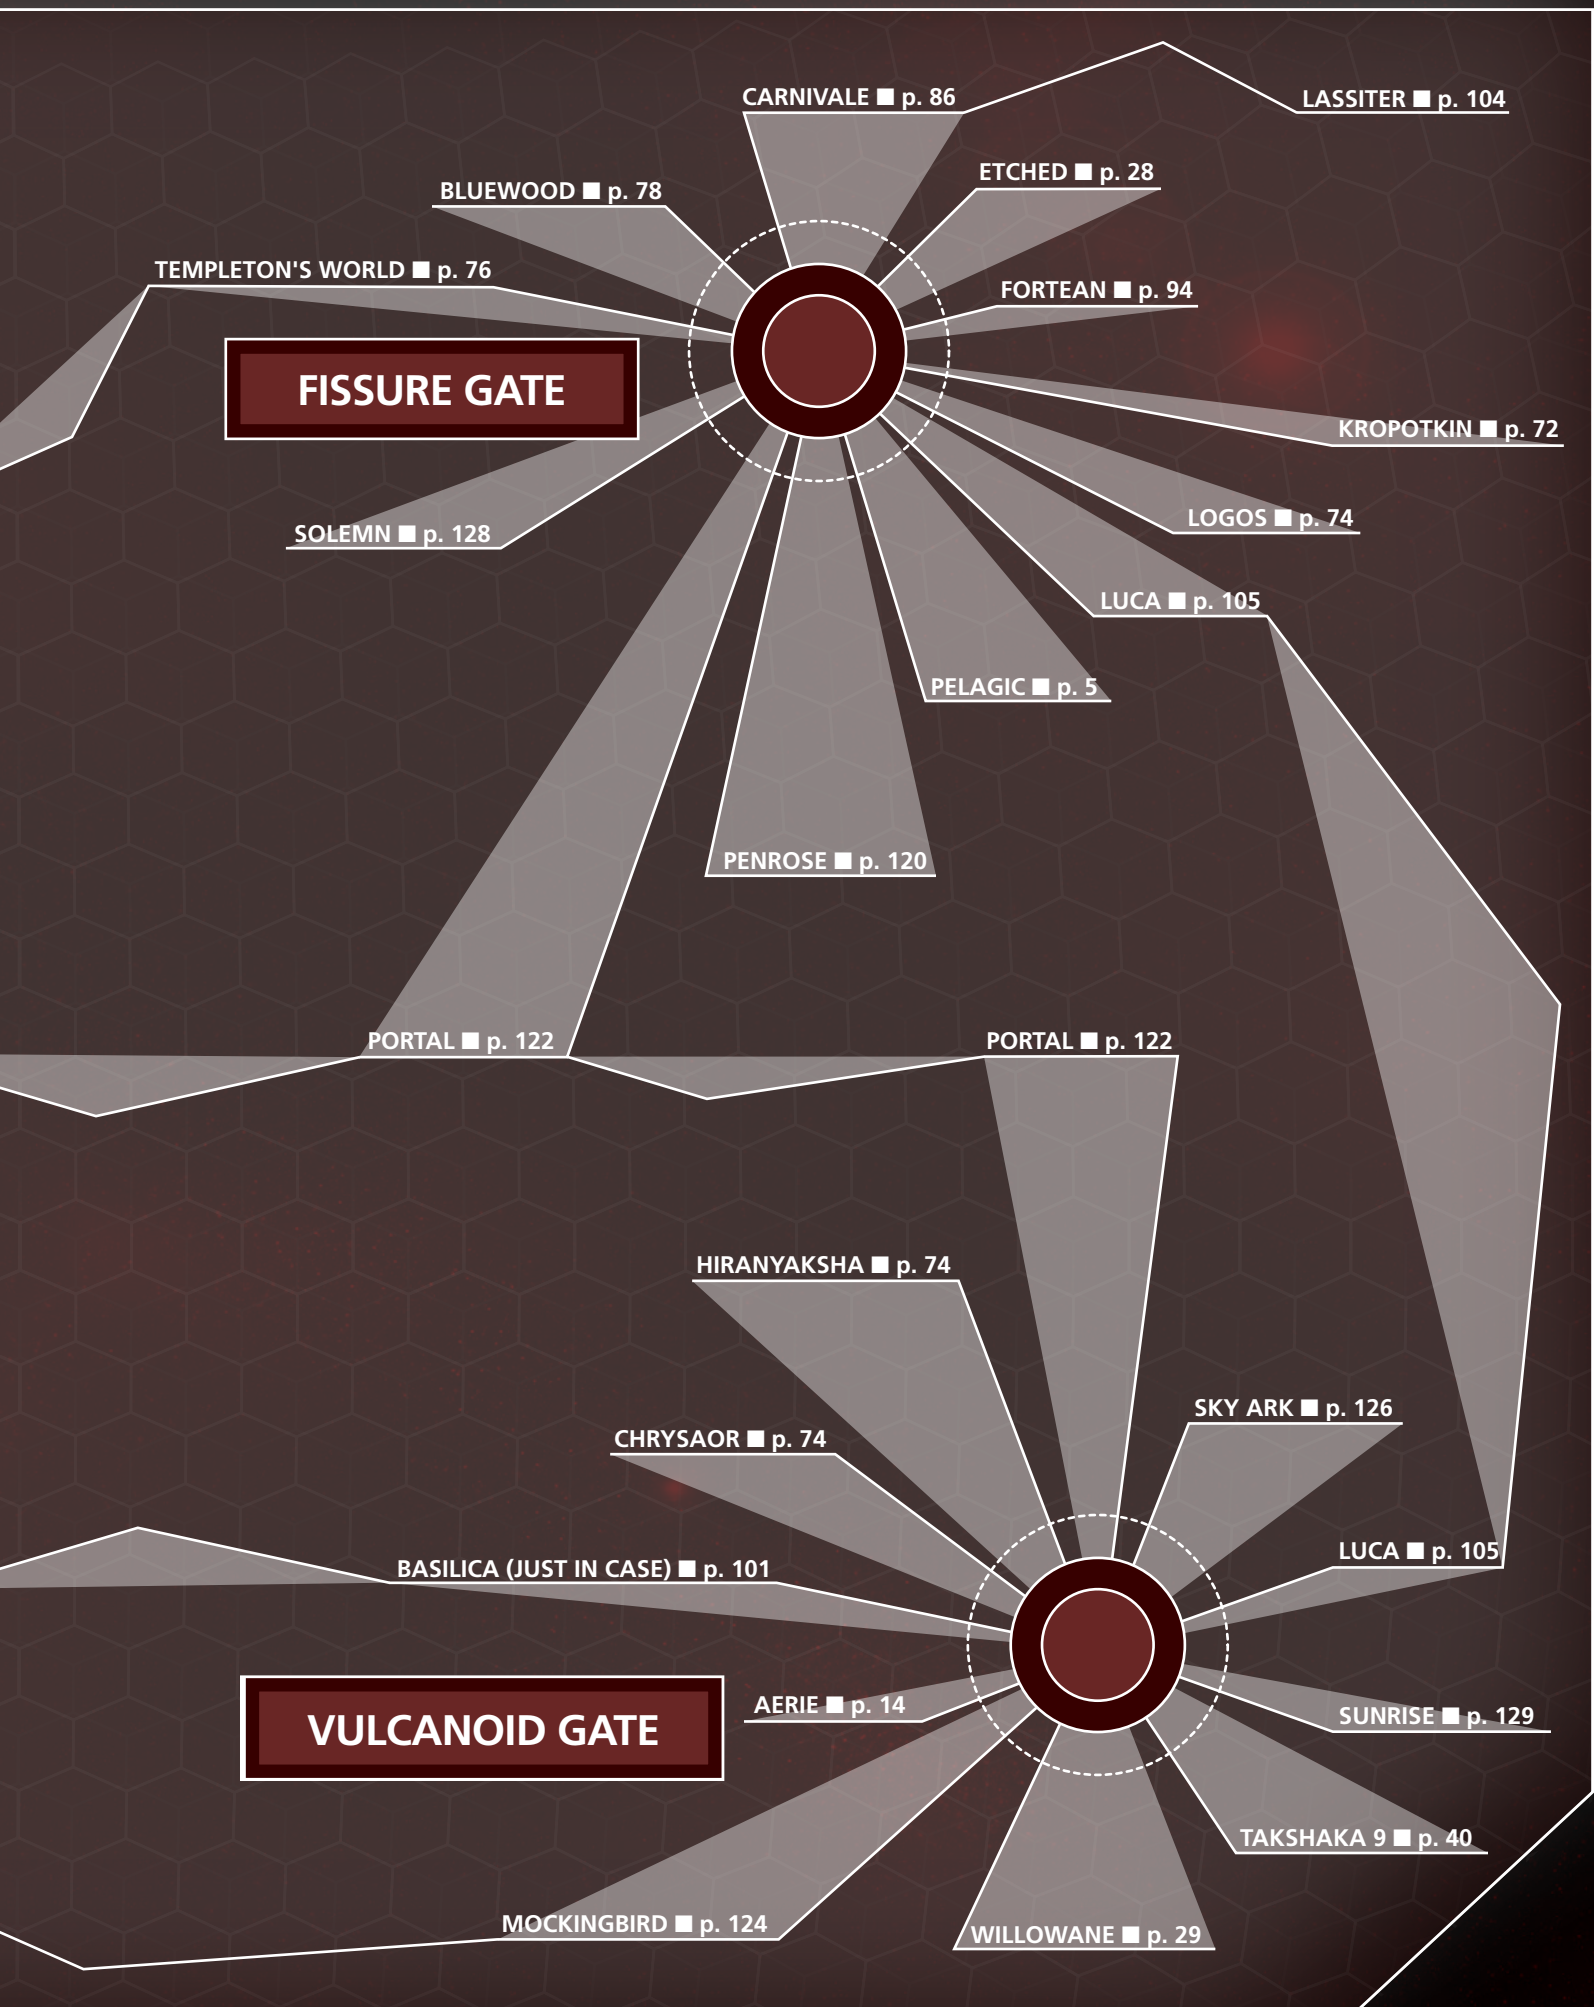 CARNIVALE ■ p. 86
LASSITER ■ p. 104
ETCHED ■ p. 28
BLUEWOOD ■ p. 78
TEMPLETON'S WORLD ■ p. 76
FORTEAN ■ p. 94
FISSURE GATE
KROPOTKIN ■ p. 72
LOGOS ■ p. 74
SOLEMN ■ p. 128
LUCA ■ p. 105
PELAGIC ■ p. 5
PENROSE ■ p. 120
PORTAL ■ p. 122
PORTAL ■ p. 122
HIRANYAKSHA ■ p. 74
SKY ARK ■ p. 126
CHRYSAOR ■ p. 74
LUCA ■ p. 105
BASILICA (JUST IN CASE) ■ p. 101
AERIE ■ p. 14
SUNRISE ■ p. 129
VULCANOID GATE
TAKSHAKA 9 ■ p. 40
MOCKINGBIRD ■ p. 124
WILLOWANE ■ p. 29